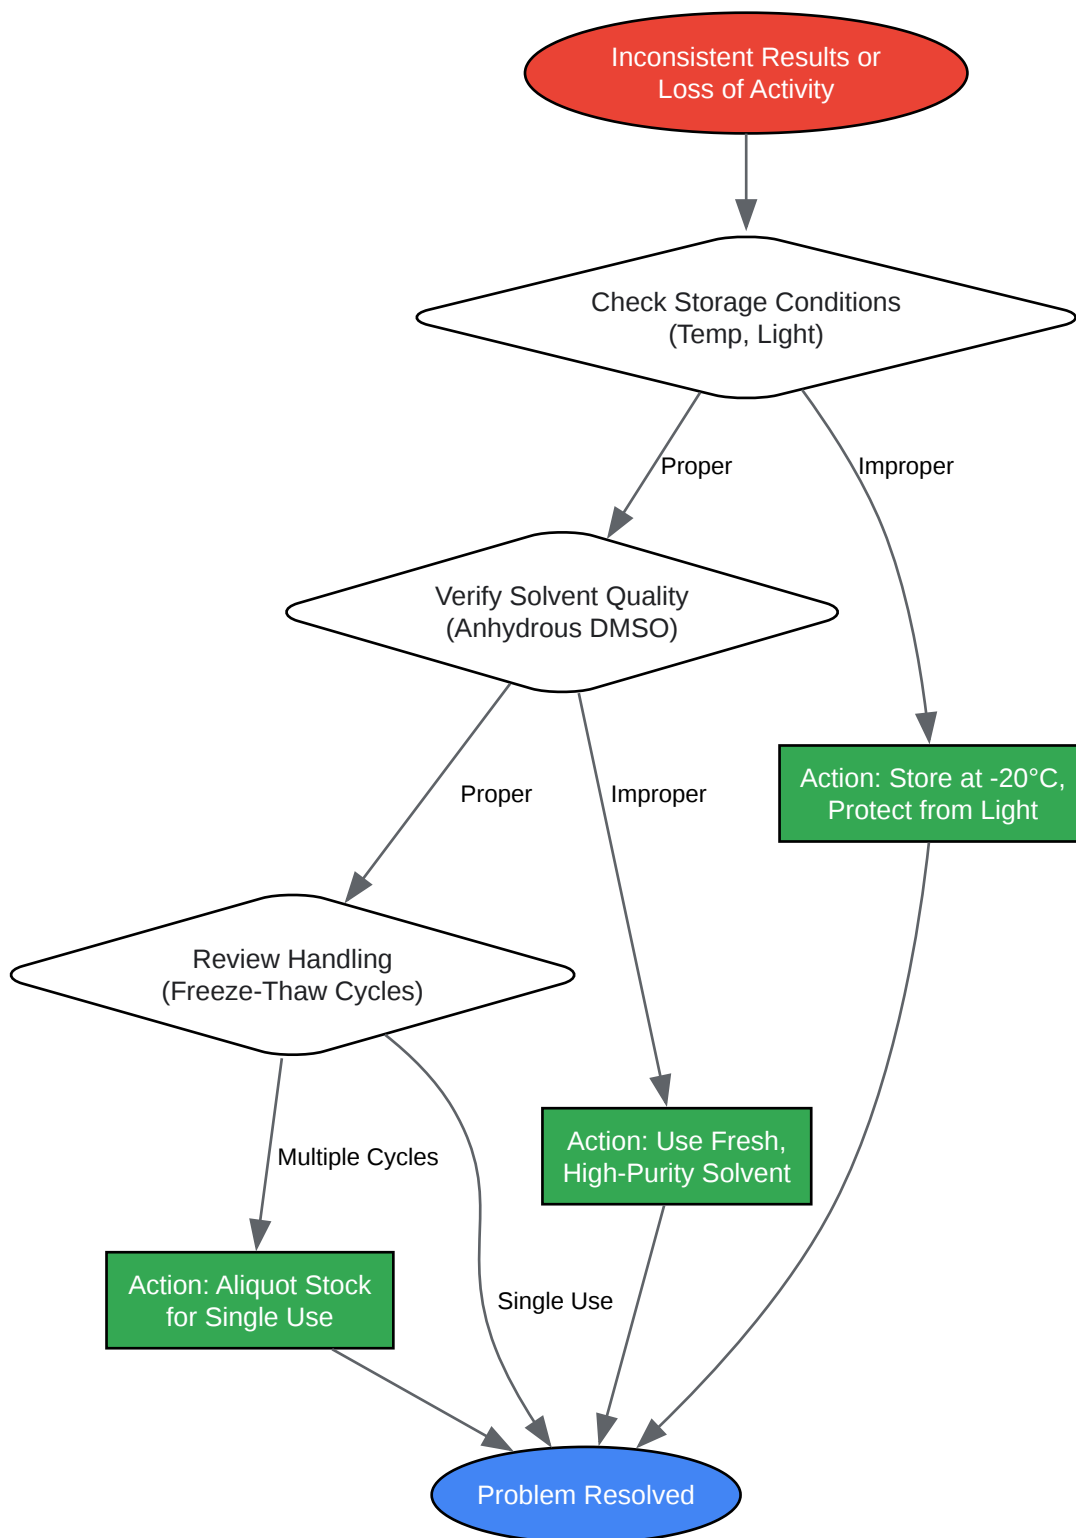 Inconsistent Results or
Loss of Activity
Check Storage Conditions
(Temp, Light)
Proper
Improper
Verify Solvent Quality
(Anhydrous DMSO)
Action: Store at -20°C,
Protect from Light
Proper
Improper
Review Handling
(Freeze-Thaw Cycles)
Action: Use Fresh,
High-Purity Solvent
Multiple Cycles
Action: Aliquot Stock
for Single Use
Single Use
Problem Resolved